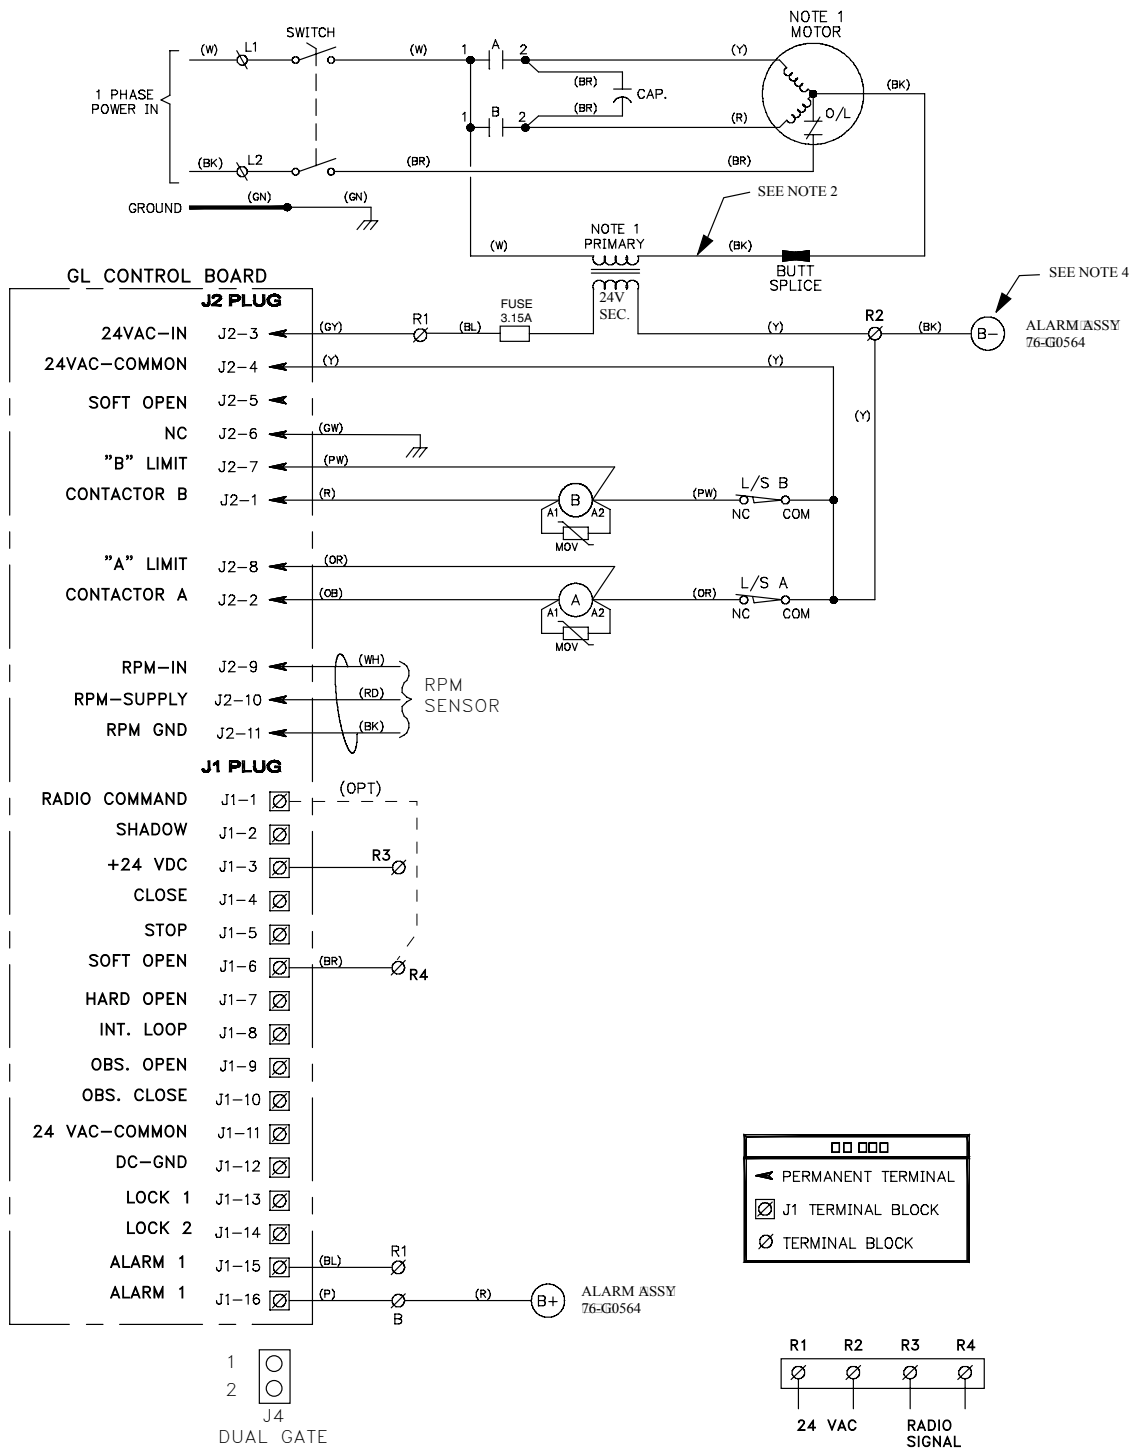 NOTE 1
MOTOR
SWITCH
(W) L1 (W) 1 A 2 (Y)
(BR) CAP. (BK)
1 PHASE
POWER IN
(BR)
1 B 2 (R) O/L
(BK) L2 (BR) (BR)
GROUND (GN) (GN)
SEE NOTE 2
NOTE 1
PRIMARY
(W) (BK)
BUTT
SPLICE
24V
SEC.
SEE NOTE 4
GL CONTROL BOARD
J2 PLUG
FUSE
3.15A
24VAC-IN J2-3 (GY) R1 (BL) (Y) R2 (BK) B-
ALARM ASSY
76-G0564
24VAC-COMMON J2-4 (Y) (Y)
SOFT OPEN J2-5
(Y)
NC J2-6 (GW)
"B" LIMIT J2-7 (PW)
CONTACTOR B J2-1 (R) B (PW) L/S B
A1 A2 NC COM
MOV
"A" LIMIT J2-8 (OR)
CONTACTOR A J2-2 (OB) A (OR) L/S A
A1 A2 NC COM
MOV
RPM-IN J2-9 (WH)
RPM-SUPPLY J2-10 (RD)
RPM
SENSOR
RPM GND J2-11 (BK)
J1 PLUG
(OPT)
RADIO COMMAND J1-1
SHADOW J1-2
+24 VDC J1-3 R3
CLOSE J1-4
STOP J1-5
SOFT OPEN J1-6 (BR) R4
HARD OPEN J1-7
INT. LOOP J1-8
OBS. OPEN J1-9
OBS. CLOSE J1-10
24 VAC-COMMON J1-11
DC-GND J1-12
LOCK 1 J1-13
LOCK 2 J1-14
ALARM 1 J1-15 (BL) R1
ALARM 1 J1-16 (P) B (R) B+
ALARM ASSY
76-G0564
PERMANENT TERMINAL
J1 TERMINAL BLOCK
TERMINAL BLOCK
1
2
J4
DUAL GATE
R1 R2 R3 R4
24 VAC RADIO
SIGNAL